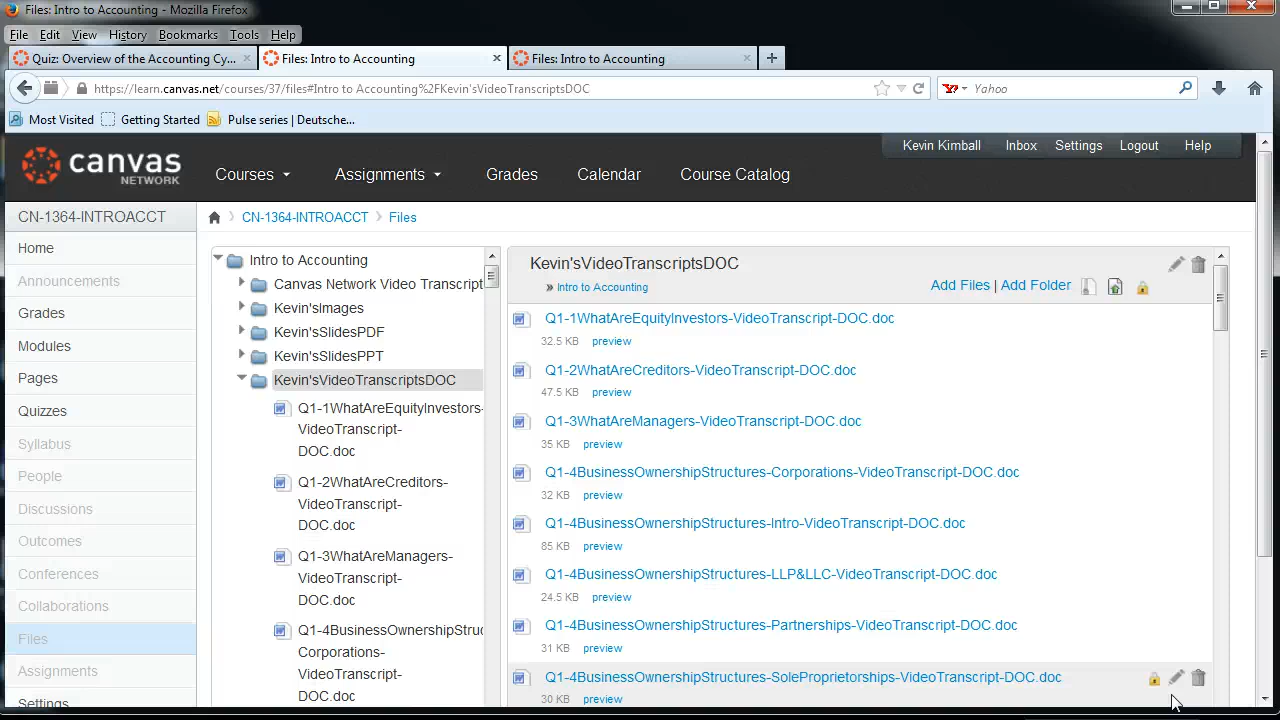 Files: Intro to Accounting - Mozilla Firefox
File Edit View History Bookmarks Tools Help
Quiz: Overview of the Accounting Cy... Files: Intro to Accounting Files: Intro to Accounting
https://learn.canvas.net/courses/37/files#Intro to Accounting%2FKevin'sVideoTranscriptsDOC Yahoo
Most Visited Getting Started Pulse series | Deutsche...
Kevin Kimball Inbox Settings Logout Help
canvas NETWORK Courses Assignments Grades Calendar Course Catalog
CN-1364-INTROACCT
CN-1364-INTROACCT Files
Home
Announcements
Grades
Modules
Pages
Quizzes
Syllabus
People
Discussions
Outcomes
Conferences
Collaborations
Files
Assignments
Settings
Intro to Accounting
Canvas Network Video Transcript
Kevin'sImages
Kevin'sSlidesPDF
Kevin'sSlidesPPT
Kevin'sVideoTranscriptsDOC
Q1-1WhatAreEquityInvestors-
VideoTranscript-
DOC.doc
Q1-2WhatAreCreditors-
VideoTranscript-
DOC.doc
Q1-3WhatAreManagers-
VideoTranscript-
DOC.doc
Q1-4BusinessOwnershipStruc
Corporations-
VideoTranscript-
DOC.doc
Kevin'sVideoTranscriptsDOC
» Intro to Accounting Add Files | Add Folder
Q1-1WhatAreEquityInvestors-VideoTranscript-DOC.doc
32.5 KB preview
Q1-2WhatAreCreditors-VideoTranscript-DOC.doc
47.5 KB preview
Q1-3WhatAreManagers-VideoTranscript-DOC.doc
35 KB preview
Q1-4BusinessOwnershipStructures-Corporations-VideoTranscript-DOC.doc
32 KB preview
Q1-4BusinessOwnershipStructures-Intro-VideoTranscript-DOC.doc
85 KB preview
Q1-4BusinessOwnershipStructures-LLP&LLC-VideoTranscript-DOC.doc
24.5 KB preview
Q1-4BusinessOwnershipStructures-Partnerships-VideoTranscript-DOC.doc
31 KB preview
Q1-4BusinessOwnershipStructures-SoleProprietorships-VideoTranscript-DOC.doc
30 KB preview